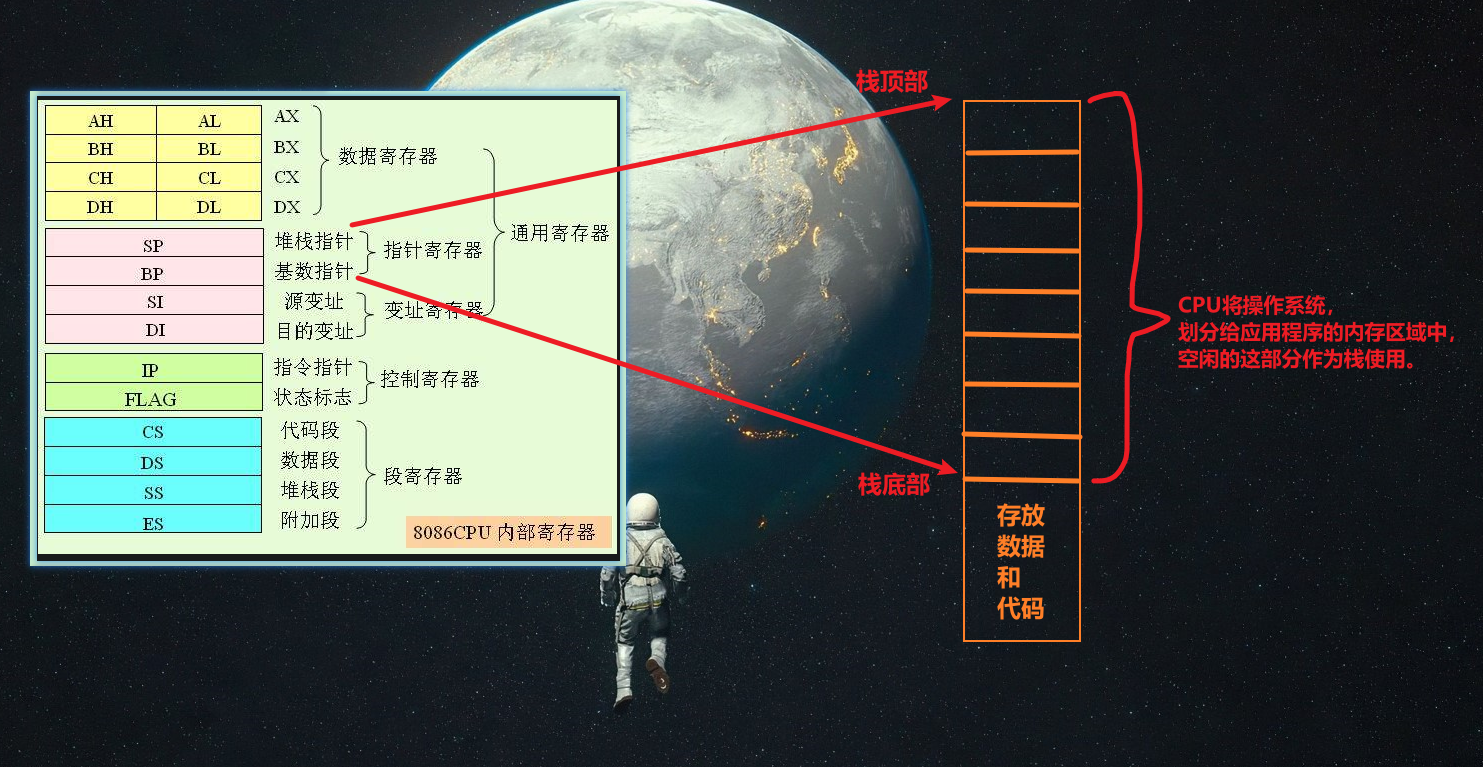 AH AL AX
BH BL BX
CH CL CX
DH DL DX
数据寄存器
SP 堆栈指针
BP 基数指针
指针寄存器
SI 源变址
DI 目的变址
变址寄存器
通用寄存器
IP 指令指针
FLAG 状态标志
控制寄存器
CS 代码段
DS 数据段
SS 堆栈段
ES 附加段
段寄存器
8086CPU 内部寄存器
栈顶部
栈底部
存放
数据
和
代码
CPU将操作系统,
划分给应用程序的内存区域中,
空闲的这部分作为栈使用。